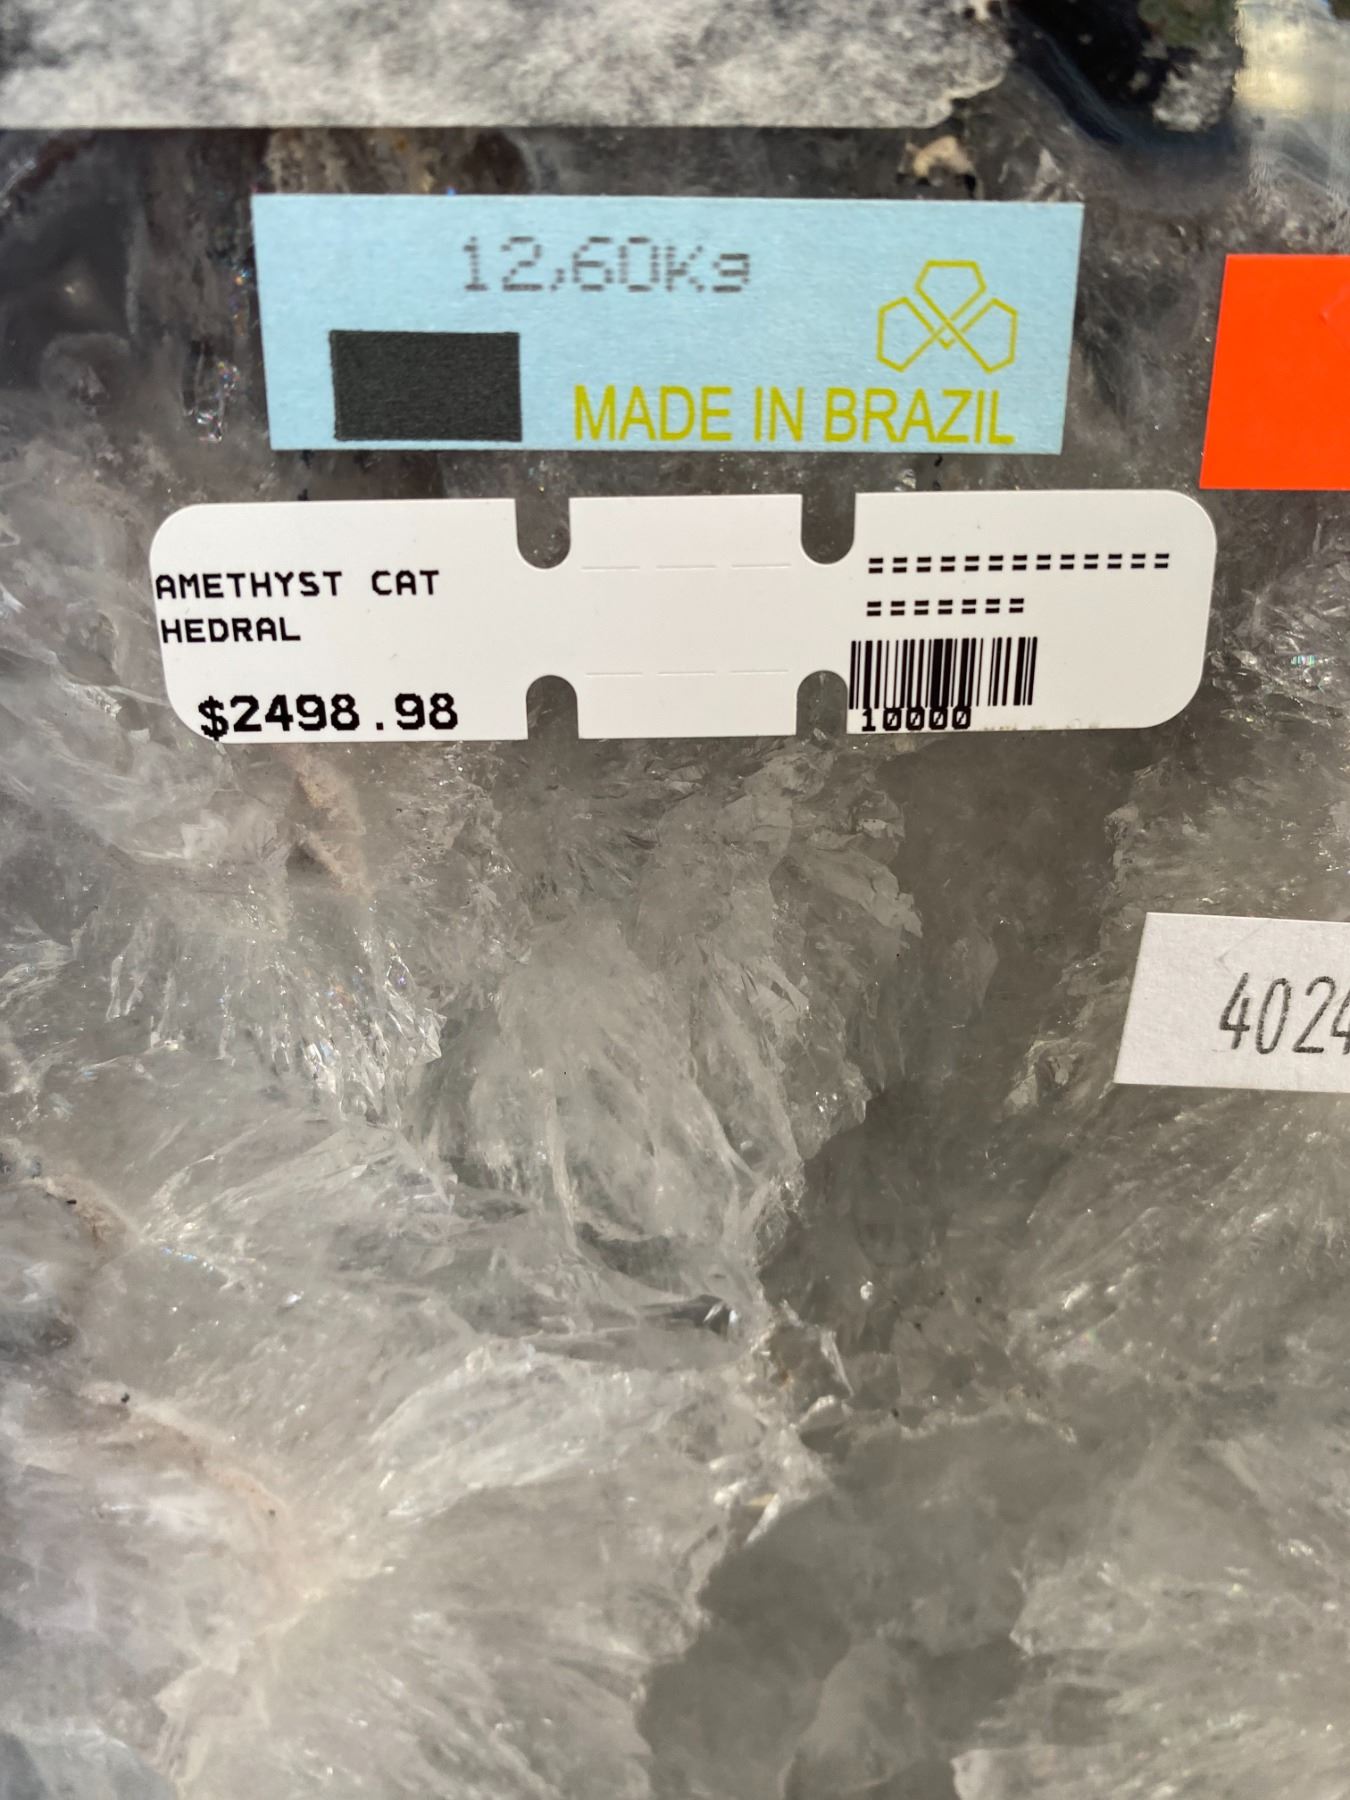 12,60Kg
MADE IN BRAZIL
AMETHYST CAT
HEDRAL
$2498.98
=============
=======
10000
4024